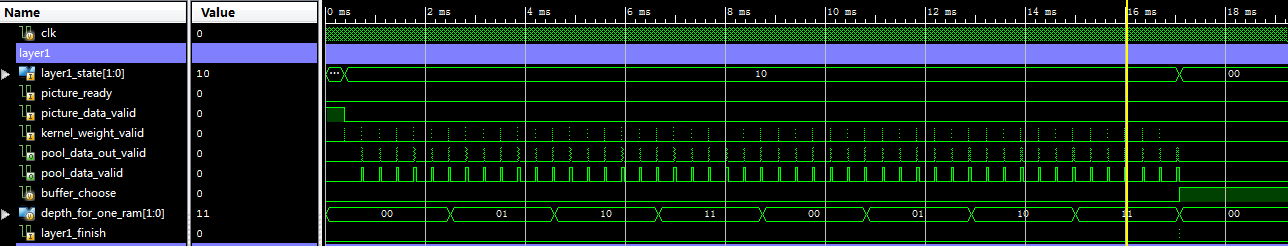 Name Value 0 ms 2 ms 4 ms 6 ms 8 ms 10 ms 12 ms 14 ms 16 ms 18 ms
clk 0
layer1
layer1_state[1:0] 10 ... 10 00
picture_ready 0
picture_data_valid 0
kernel_weight_valid 0
pool_data_out_valid 0
pool_data_valid 0
buffer_choose 0
depth_for_one_ram[1:0] 11 00 01 10 11 00 01 10 11 00
layer1_finish 0